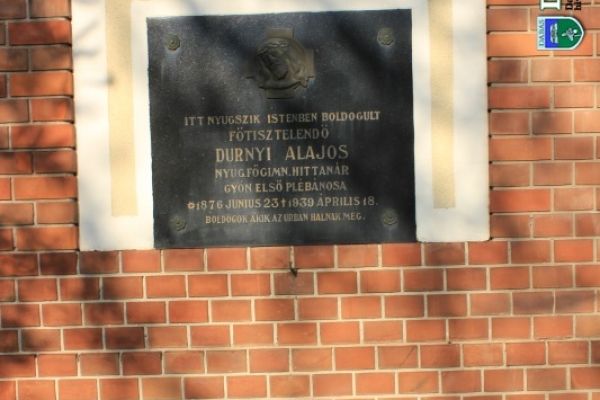 ITT NYUGSZIK ISTENBEN BOLDOGULT
FŐTISZTELENDŐ
DURNYI ALAJOS
NYUG.FŐGIMN.HITTANÁR
GYÓN ELSŐ PLÉBÁNOSA
*1876 JUNIUS 23 ✝ 1939 ÁPRILIS 18.
BOLDOGOK AKIK AZ ÚRBAN HALNAK MEG.
DABAS